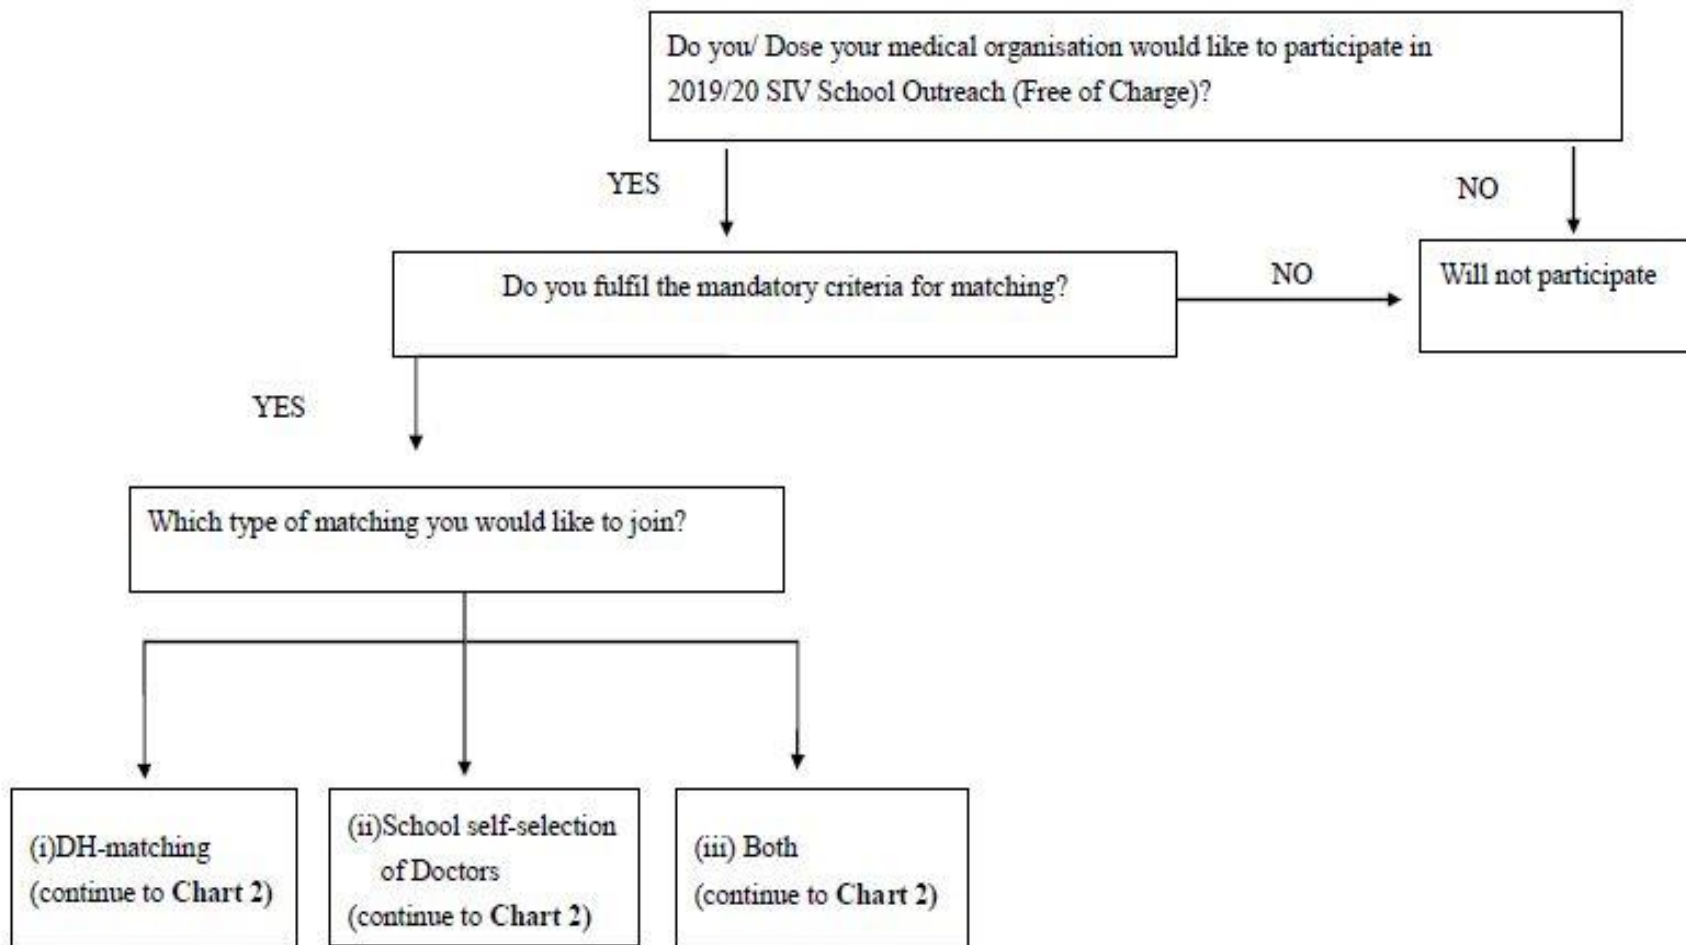 Do you/ Dose your medical organisation would like to participate in
2019/20 SIV School Outreach (Free of Charge)?
YES
NO
Do you fulfil the mandatory criteria for matching?
NO
Will not participate
YES
Which type of matching you would like to join?
(i)DH-matching
(continue to Chart 2)
(ii)School self-selection
of Doctors
(continue to Chart 2)
(iii) Both
(continue to Chart 2)